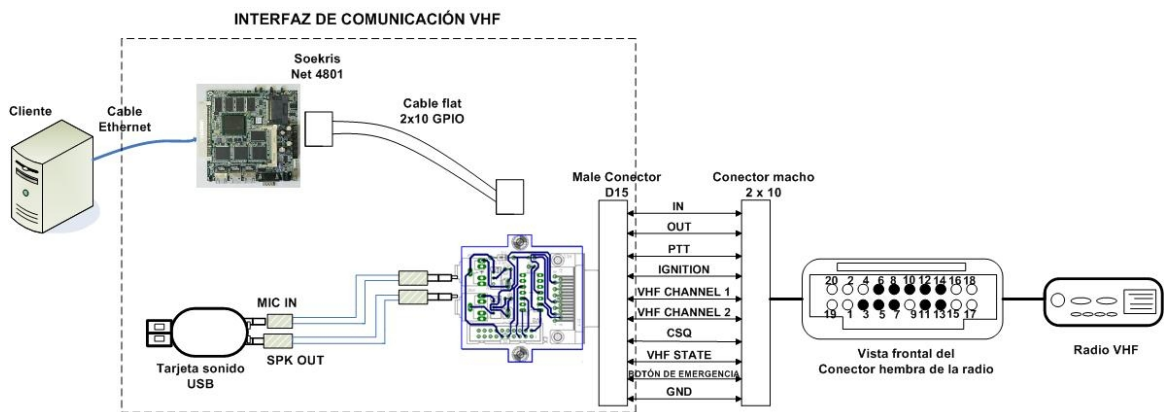 INTERFAZ DE COMUNICACIÓN VHF
Soekris
Net 4801
Cliente
Cable
Ethernet
Cable flat
2x10 GPIO
Male Conector
D15
Conector macho
2 x 10
IN
OUT
PTT
IGNITION
VHF CHANNEL 1
VHF CHANNEL 2
CSQ
VHF STATE
BOTÓN DE EMERGENCIA
GND
MIC IN
SPK OUT
Tarjeta sonido
USB
20 2 4 6 8 10 12 14 16 18
19 1 3 5 7 9 11 13 15 17
Vista frontal del
Conector hembra de la radio
Radio VHF